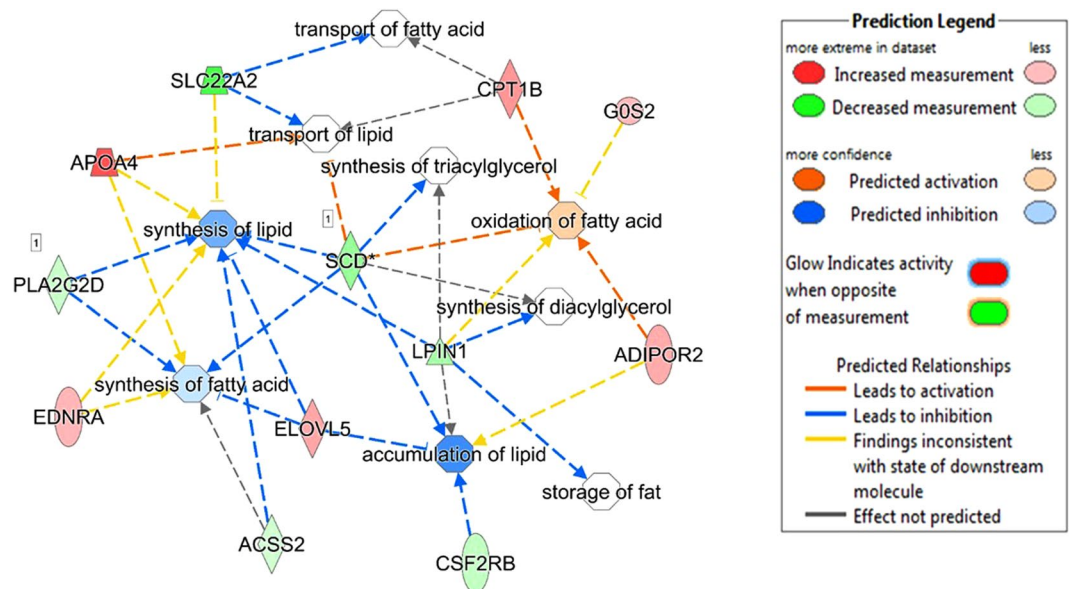 transport of fatty acid
SLC22A2
CPT1B
G0S2
transport of lipid
APOA4
synthesis of triacylglycerol
1
oxidation of fatty acid
synthesis of lipid
1
SCD*
PLA2G2D
synthesis of diacylglycerol
LPIN1
ADIPOR2
synthesis of fatty acid
EDNRA
ELOVL5
accumulation of lipid
storage of fat
ACSS2
CSF2RB
Prediction Legend
more extreme in dataset less
Increased measurement
Decreased measurement
more confidence less
Predicted activation
Predicted inhibition
Glow Indicates activity
when opposite
of measurement
Predicted Relationships
Leads to activation
Leads to inhibition
Findings inconsistent
with state of downstream
molecule
Effect not predicted